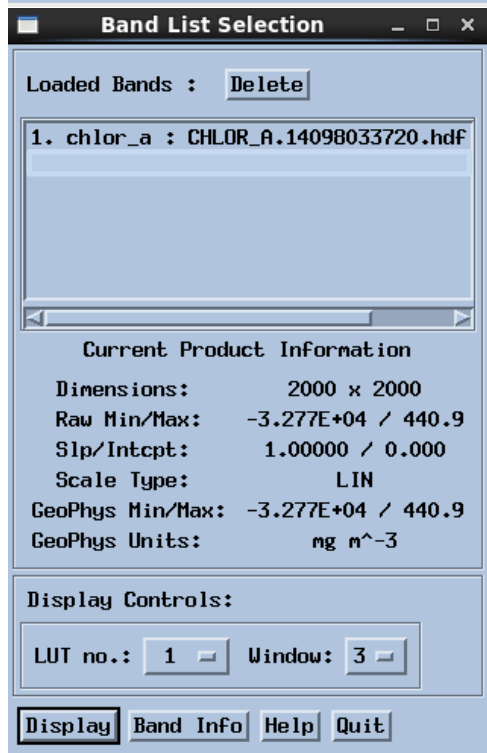 Band List Selection
Loaded Bands : Delete
1. chlor_a : CHLOR_A.14098033720.hdf
Current Product Information
Dimensions: 2000 x 2000
Raw Min/Max: -3.277E+04 / 440.9
Slp/Intcpt: 1.00000 / 0.000
Scale Type: LIN
GeoPhys Min/Max: -3.277E+04 / 440.9
GeoPhys Units: mg m^-3
Display Controls:
LUT no.: 1 Window: 3
Display Band Info Help Quit